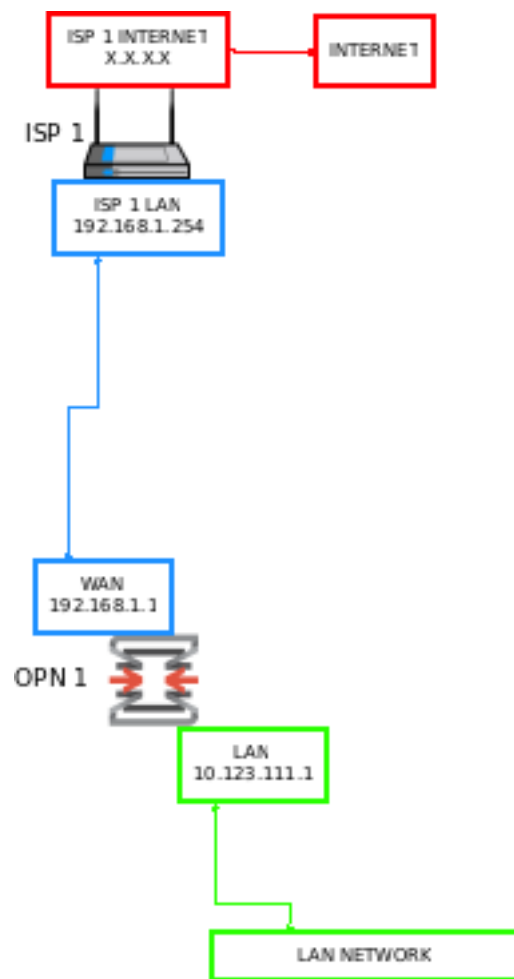 ISP 1 INTERNET
X.X.X.X
INTERNET
ISP 1
ISP 1 LAN
192.168.1.254
WAN
192.168.1.1
OPN 1
LAN
10.123.111.1
LAN NETWORK